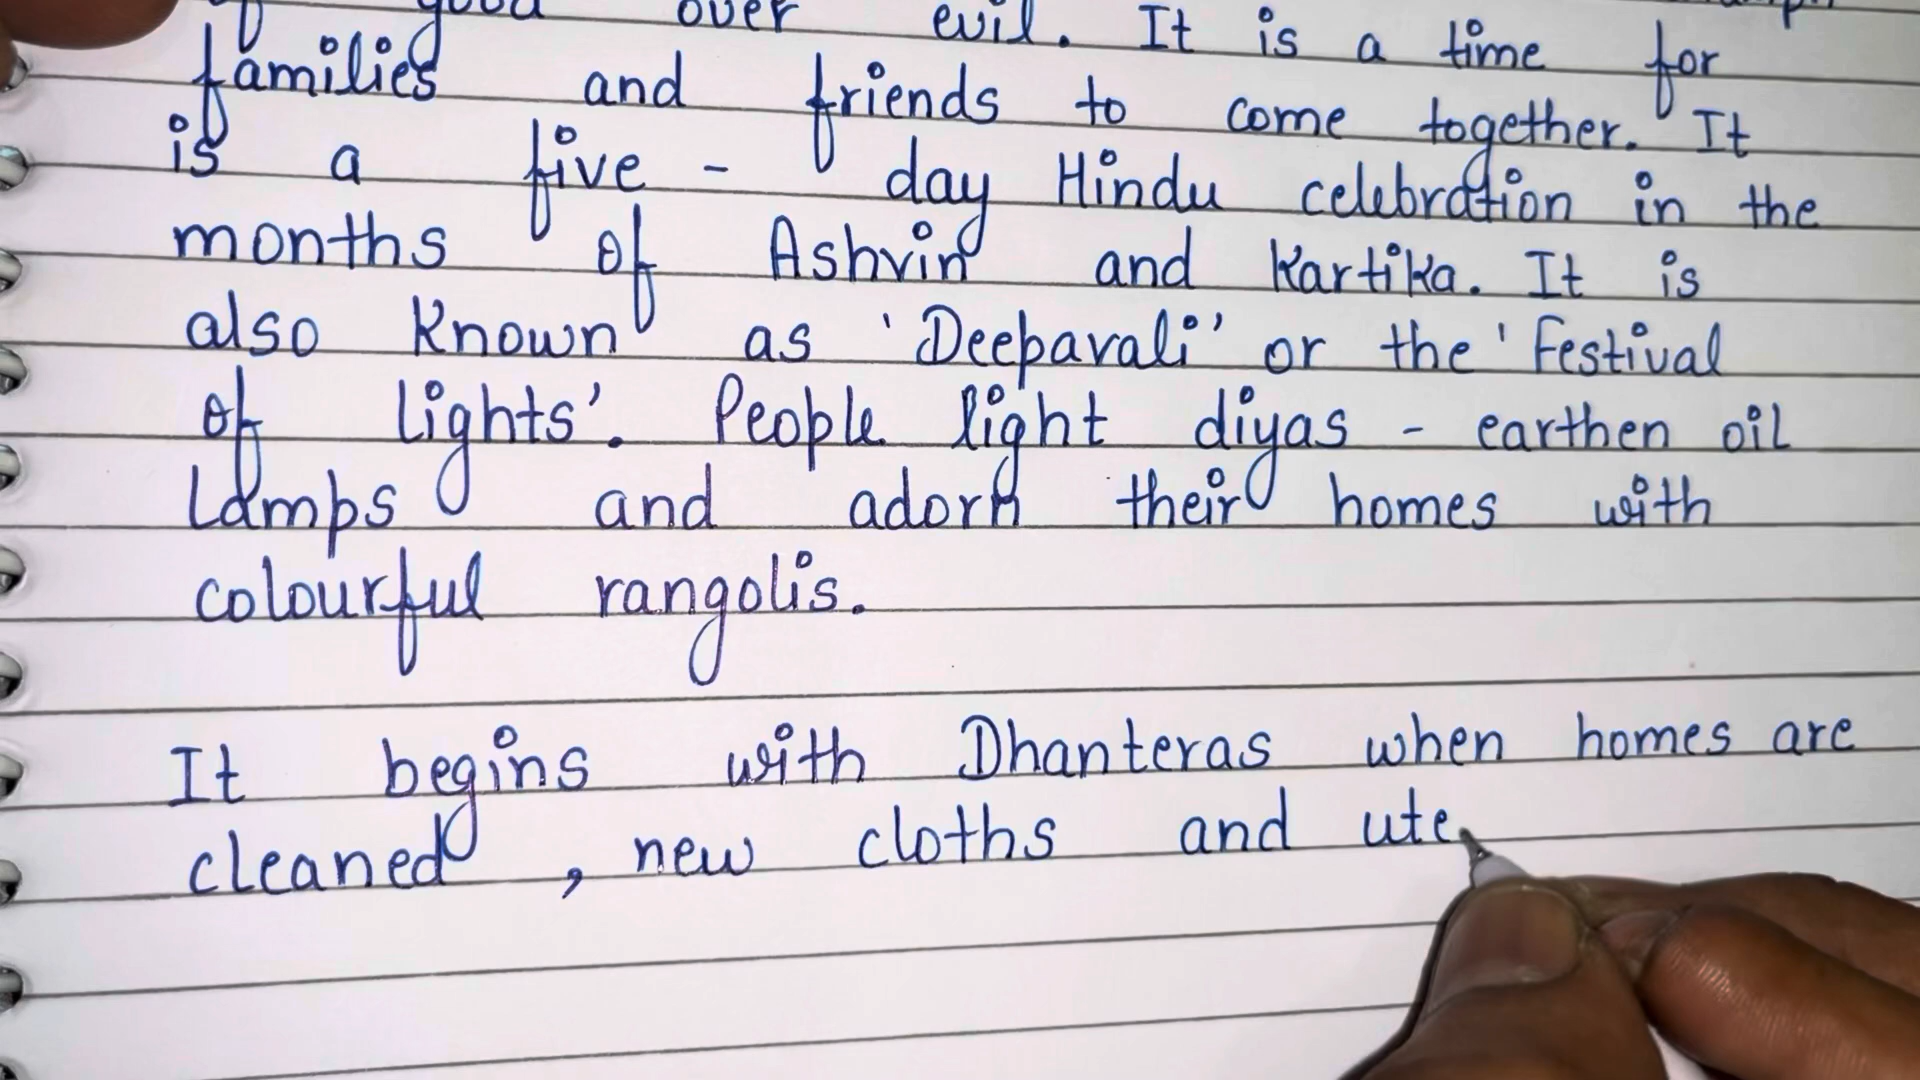 good over evil. It is a time for
families and friends to come together. It
is a five - day Hindu celebration in the
months of Ashvin and Kartika. It is
also known as 'Deepavali' or the 'Festival
of lights'. People light diyas - earthen oil
Lamps and adorn their homes with
colourful rangolis.
It begins with Dhanteras when homes are
cleaned , new cloths and ute